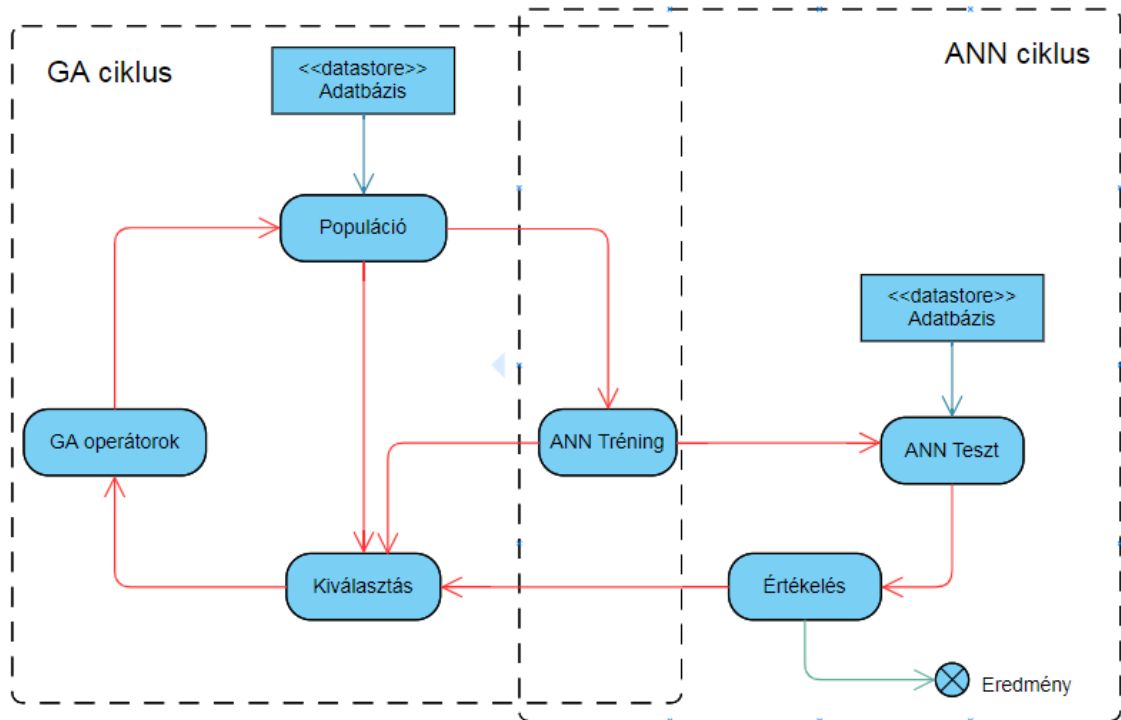 GA ciklus
ANN ciklus
<<datastore>>
Adatbázis
Populáció
<<datastore>>
Adatbázis
GA operátorok
ANN Tréning
ANN Teszt
Kiválasztás
Értékelés
Eredmény